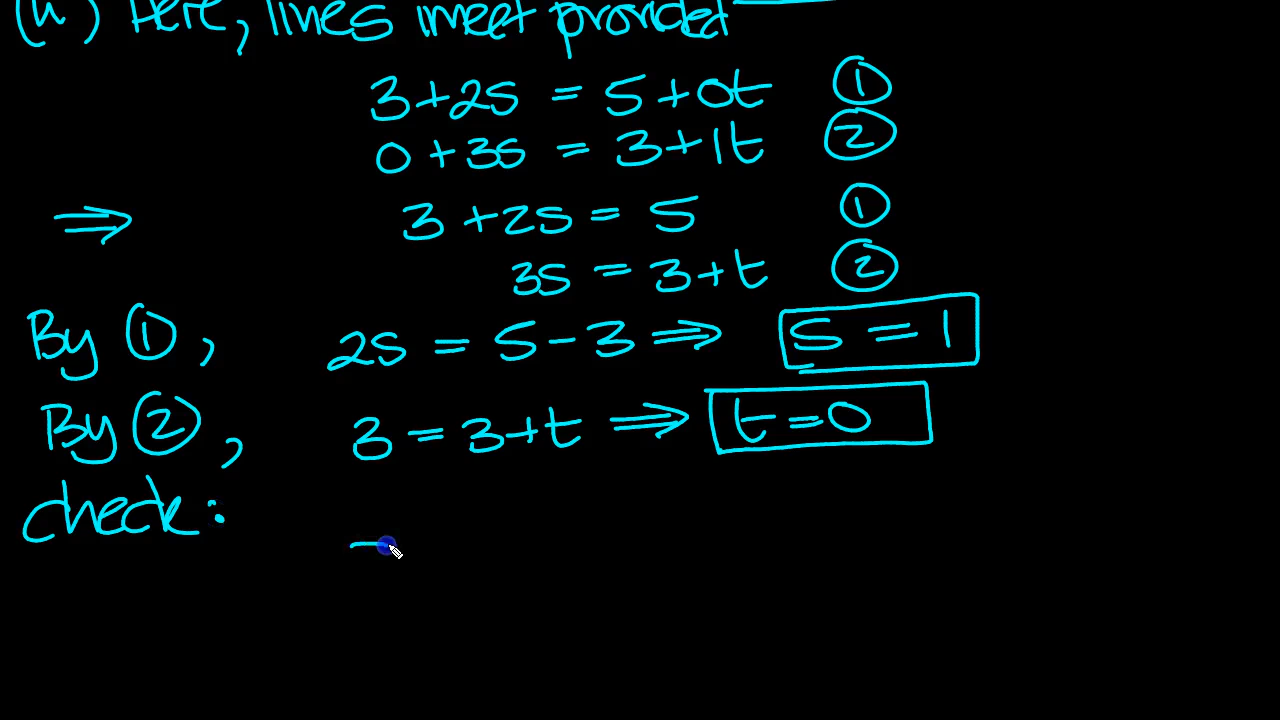 (ii) Here, lines meet provided
3+2s = 5+0t ①
0+3s = 3+1t ②
⇒ 3+2s = 5 ①
3s = 3+t ②
By ①, 2s = 5-3 ⇒ s = 1
By ②, 3 = 3+t ⇒ t = 0
check: